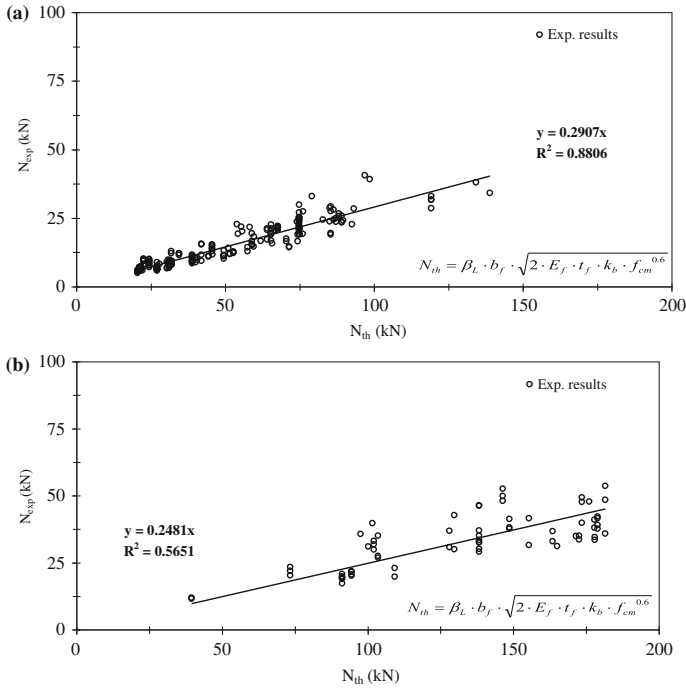 (a)
100
75
50
25
0
N_exp (kN)
Exp. results
y = 0.2907x
R² = 0.8806
N_th = β_L · b_f · √(2 · E_f · t_f · k_b · f_cm^0.6)
0 50 100 150 200
N_th (kN)
(b)
100
75
50
25
0
N_exp (kN)
Exp. results
y = 0.2481x
R² = 0.5651
N_th = β_L · b_f · √(2 · E_f · t_f · k_b · f_cm^0.6)
0 50 100 150 200
N_th (kN)